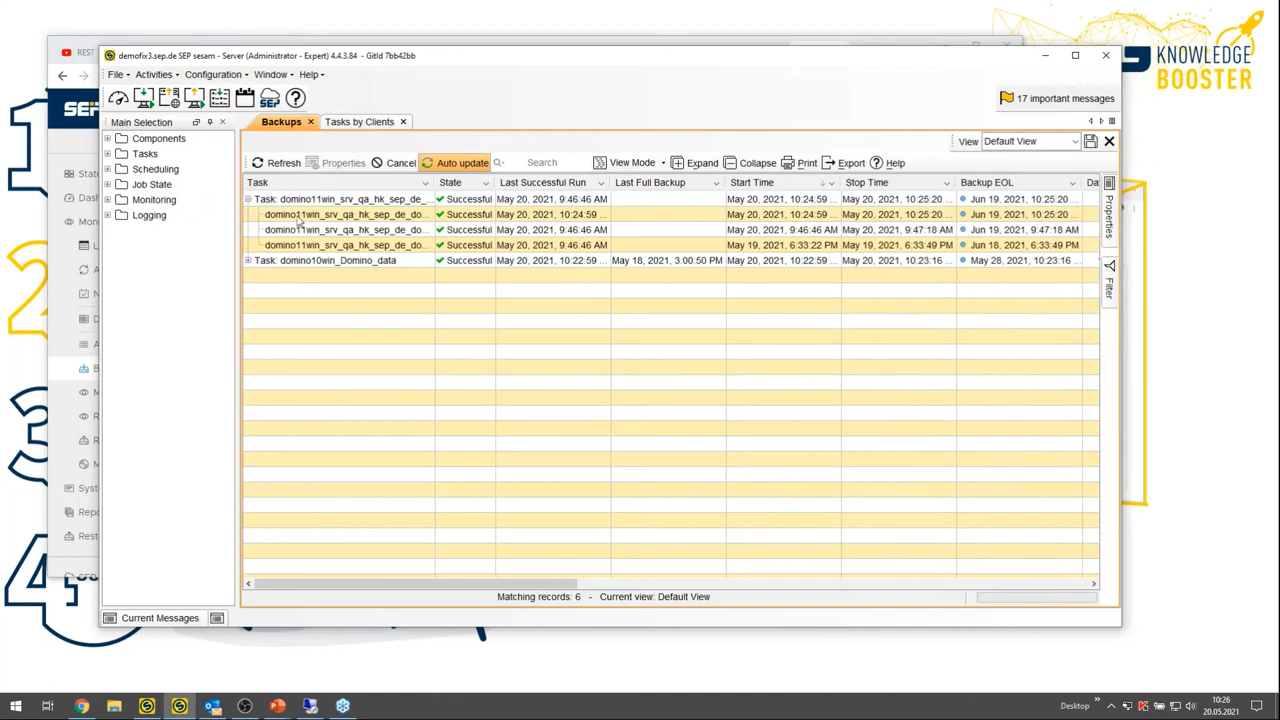 KNOWLEDGE
BOOSTER
REST
demofix3.sep.de SEP sesam - Server (Administrator - Expert) 4.4.3.84 - GitId 7bb42bb
File Activities Configuration Window Help
17 important messages
Main Selection
Backups
Tasks by Clients
View Default View
Refresh Properties Cancel Auto update Search View Mode Expand Collapse Print Export Help
Components
Tasks
Scheduling
Job State
Monitoring
Logging
Task State Last Successful Run Last Full Backup Start Time Stop Time Backup EOL Da
Task: domino11win_srv_qa_hk_sep_de_... Successful May 20, 2021, 9:46:46 AM May 20, 2021, 10:24:59 ... May 20, 2021, 10:25:20 ... Jun 19, 2021, 10:25:20 ...
domino11win_srv_qa_hk_sep_de_do... Successful May 20, 2021, 10:24:59 ... May 20, 2021, 10:24:59 ... May 20, 2021, 10:25:20 ... Jun 19, 2021, 10:25:20 ...
domino11win_srv_qa_hk_sep_de_do... Successful May 20, 2021, 9:46:46 AM May 20, 2021, 9:46:46 AM May 20, 2021, 9:47:18 AM Jun 19, 2021, 9:47:18 AM
domino11win_srv_qa_hk_sep_de_do... Successful May 20, 2021, 9:46:46 AM May 19, 2021, 6:33:22 PM May 19, 2021, 6:33:49 PM Jun 18, 2021, 6:33:49 PM
Task: domino10win_Domino_data Successful May 20, 2021, 10:22:59 ... May 18, 2021, 3:00:50 PM May 20, 2021, 10:22:59 ... May 20, 2021, 10:23:16 ... May 28, 2021, 10:23:16 ...
Properties
Filter
SEP
Statu
Dash
Mon
Syst
Repo
Rest
Matching records: 6 - Current view: Default View
Current Messages
Desktop
10:26
20.05.2021